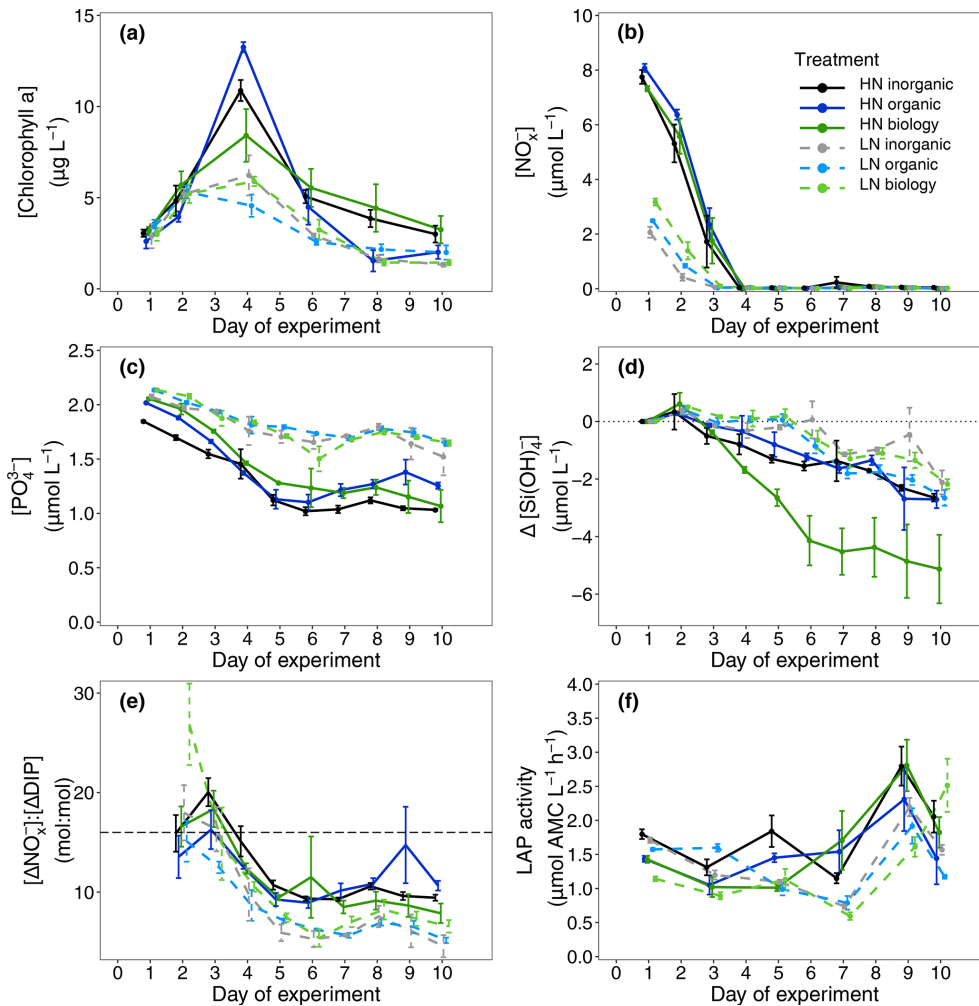 (a)
[Chlorophyll a]
(µg L⁻¹)
15
10
5
0
0 1 2 3 4 5 6 7 8 9 10
Day of experiment
(b)
[NOₓ⁻]
(µmol L⁻¹)
10
8
6
4
2
0
Treatment
HN inorganic
HN organic
HN biology
LN inorganic
LN organic
LN biology
0 1 2 3 4 5 6 7 8 9 10
Day of experiment
(c)
[PO₄³⁻]
(µmol L⁻¹)
2.5
2.0
1.5
1.0
0.5
0.0
0 1 2 3 4 5 6 7 8 9 10
Day of experiment
(d)
Δ [Si(OH)₄]
(µmol L⁻¹)
2
0
−2
−4
−6
0 1 2 3 4 5 6 7 8 9 10
Day of experiment
(e)
[ΔNOₓ⁻]:[ΔDIP]
(mol:mol)
30
20
10
0 1 2 3 4 5 6 7 8 9 10
Day of experiment
(f)
LAP activity
(µmol AMC L⁻¹ h⁻¹)
4.0
3.5
3.0
2.5
2.0
1.5
1.0
0.5
0.0
0 1 2 3 4 5 6 7 8 9 10
Day of experiment